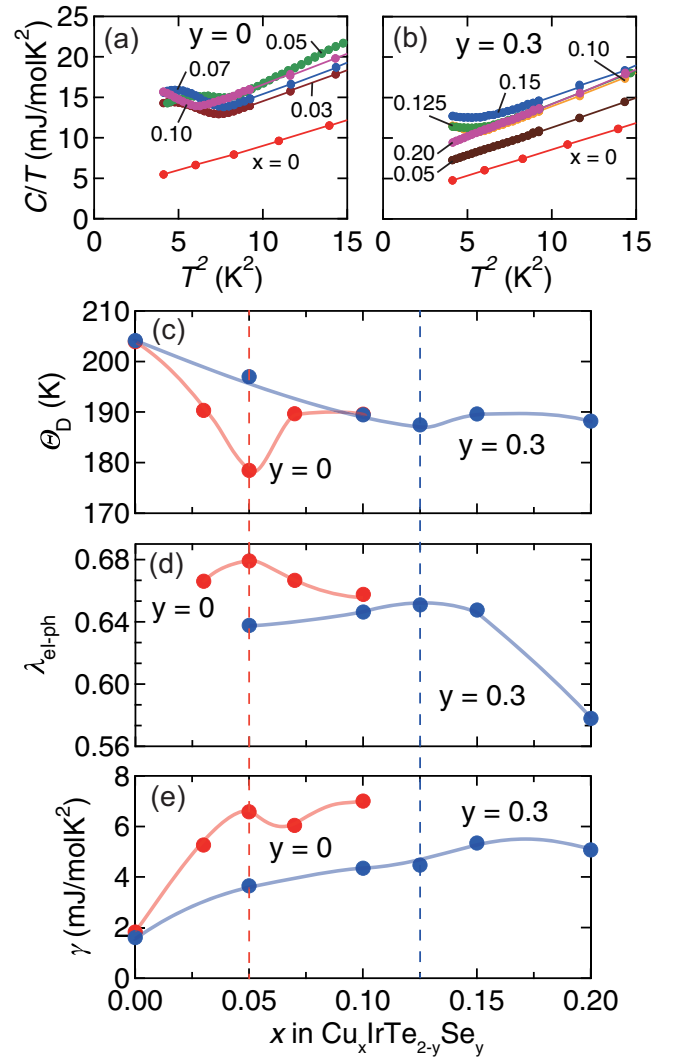 (a) y = 0
(b) y = 0.3
C/T (mJ/molK²)
25
20
15
10
5
0
0.07
0.05
0.10
0.03
x = 0
0.10
0.15
0.125
0.20
0.05
x = 0
0 5 10 15
0 5 10 15
T² (K²)
T² (K²)
(c)
Θ_D (K)
210
200
190
180
170
y = 0
y = 0.3
(d)
λ_el-ph
0.68
0.64
0.60
0.56
y = 0
y = 0.3
(e)
γ (mJ/molK²)
8
6
4
2
0
y = 0
y = 0.3
0.00 0.05 0.10 0.15 0.20
x in Cu_xIrTe_2-ySe_y